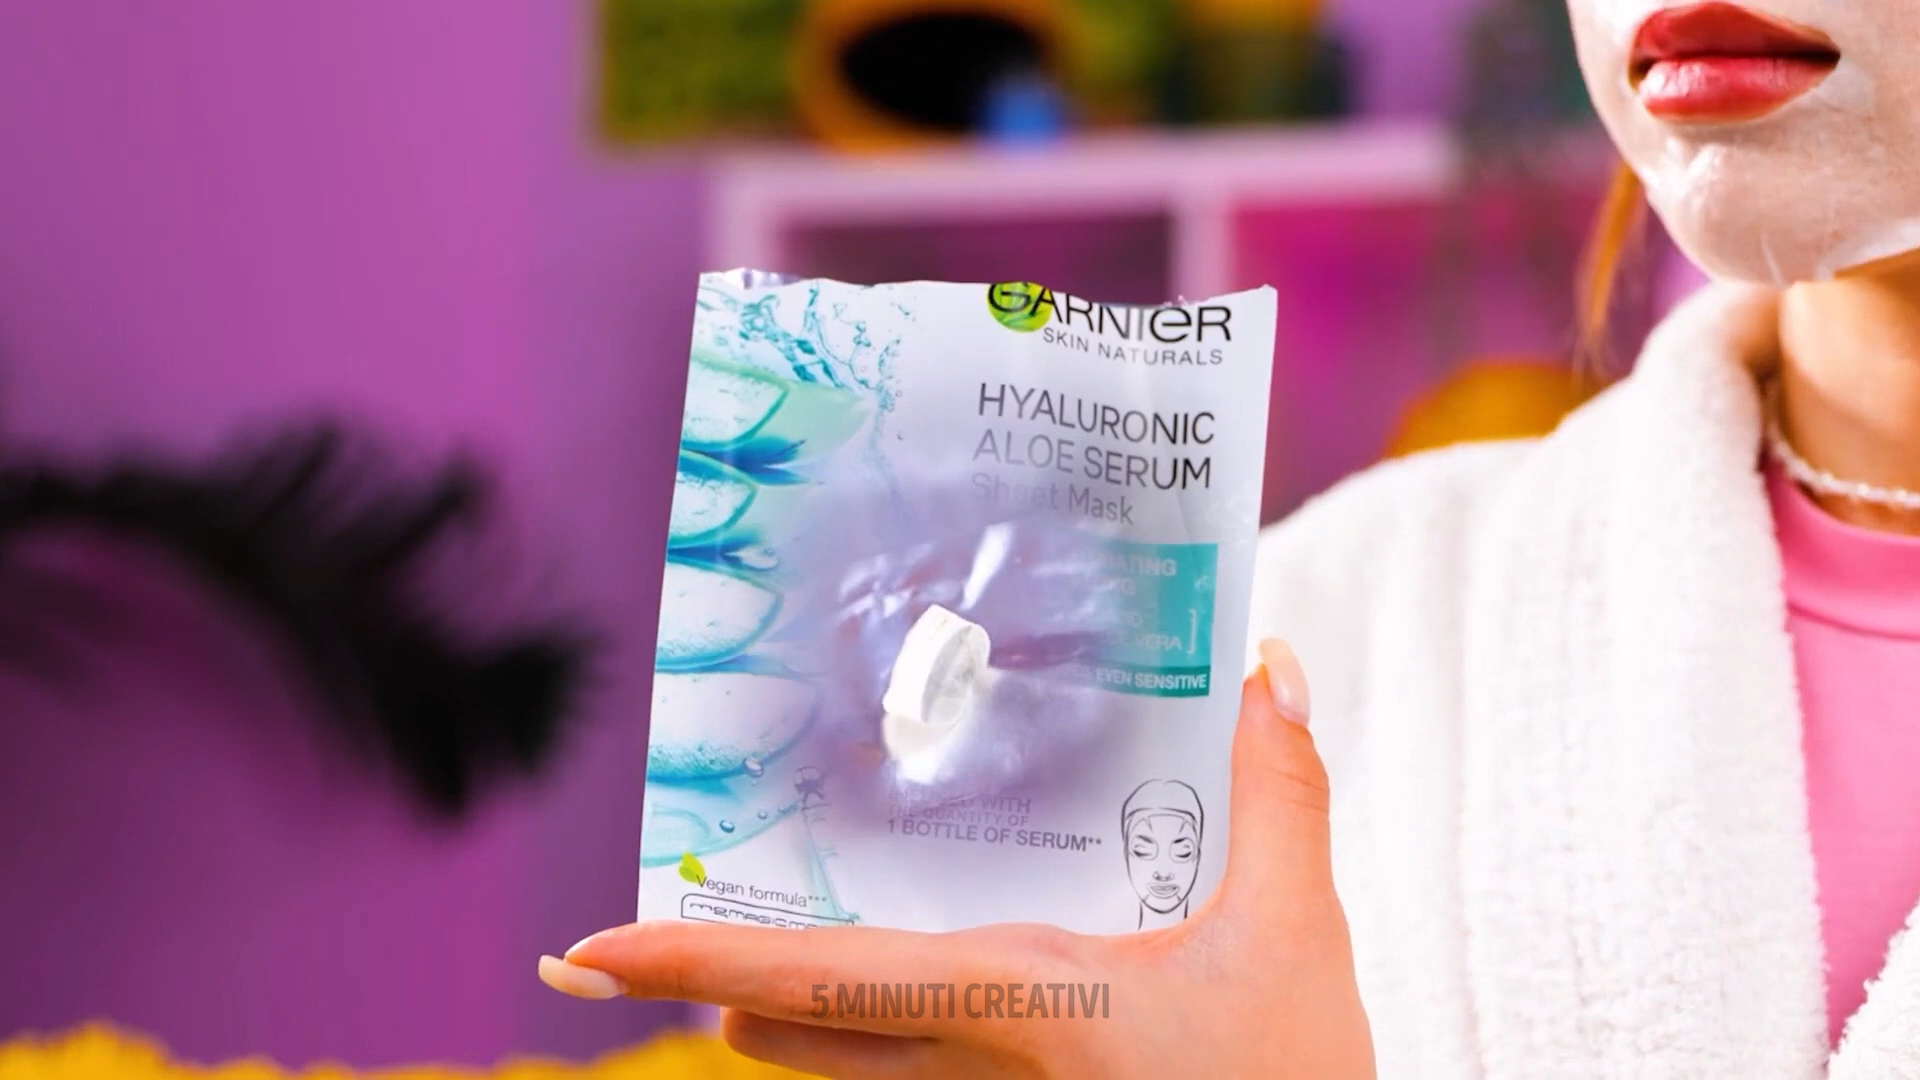 GARNIER
SKIN NATURALS
HYALURONIC
ALOE SERUM
Sheet Mask
EVEN SENSITIVE
WITH
THE QUANTITY OF
1 BOTTLE OF SERUM**
Vegan formula***
5 MINUTI CREATIVI